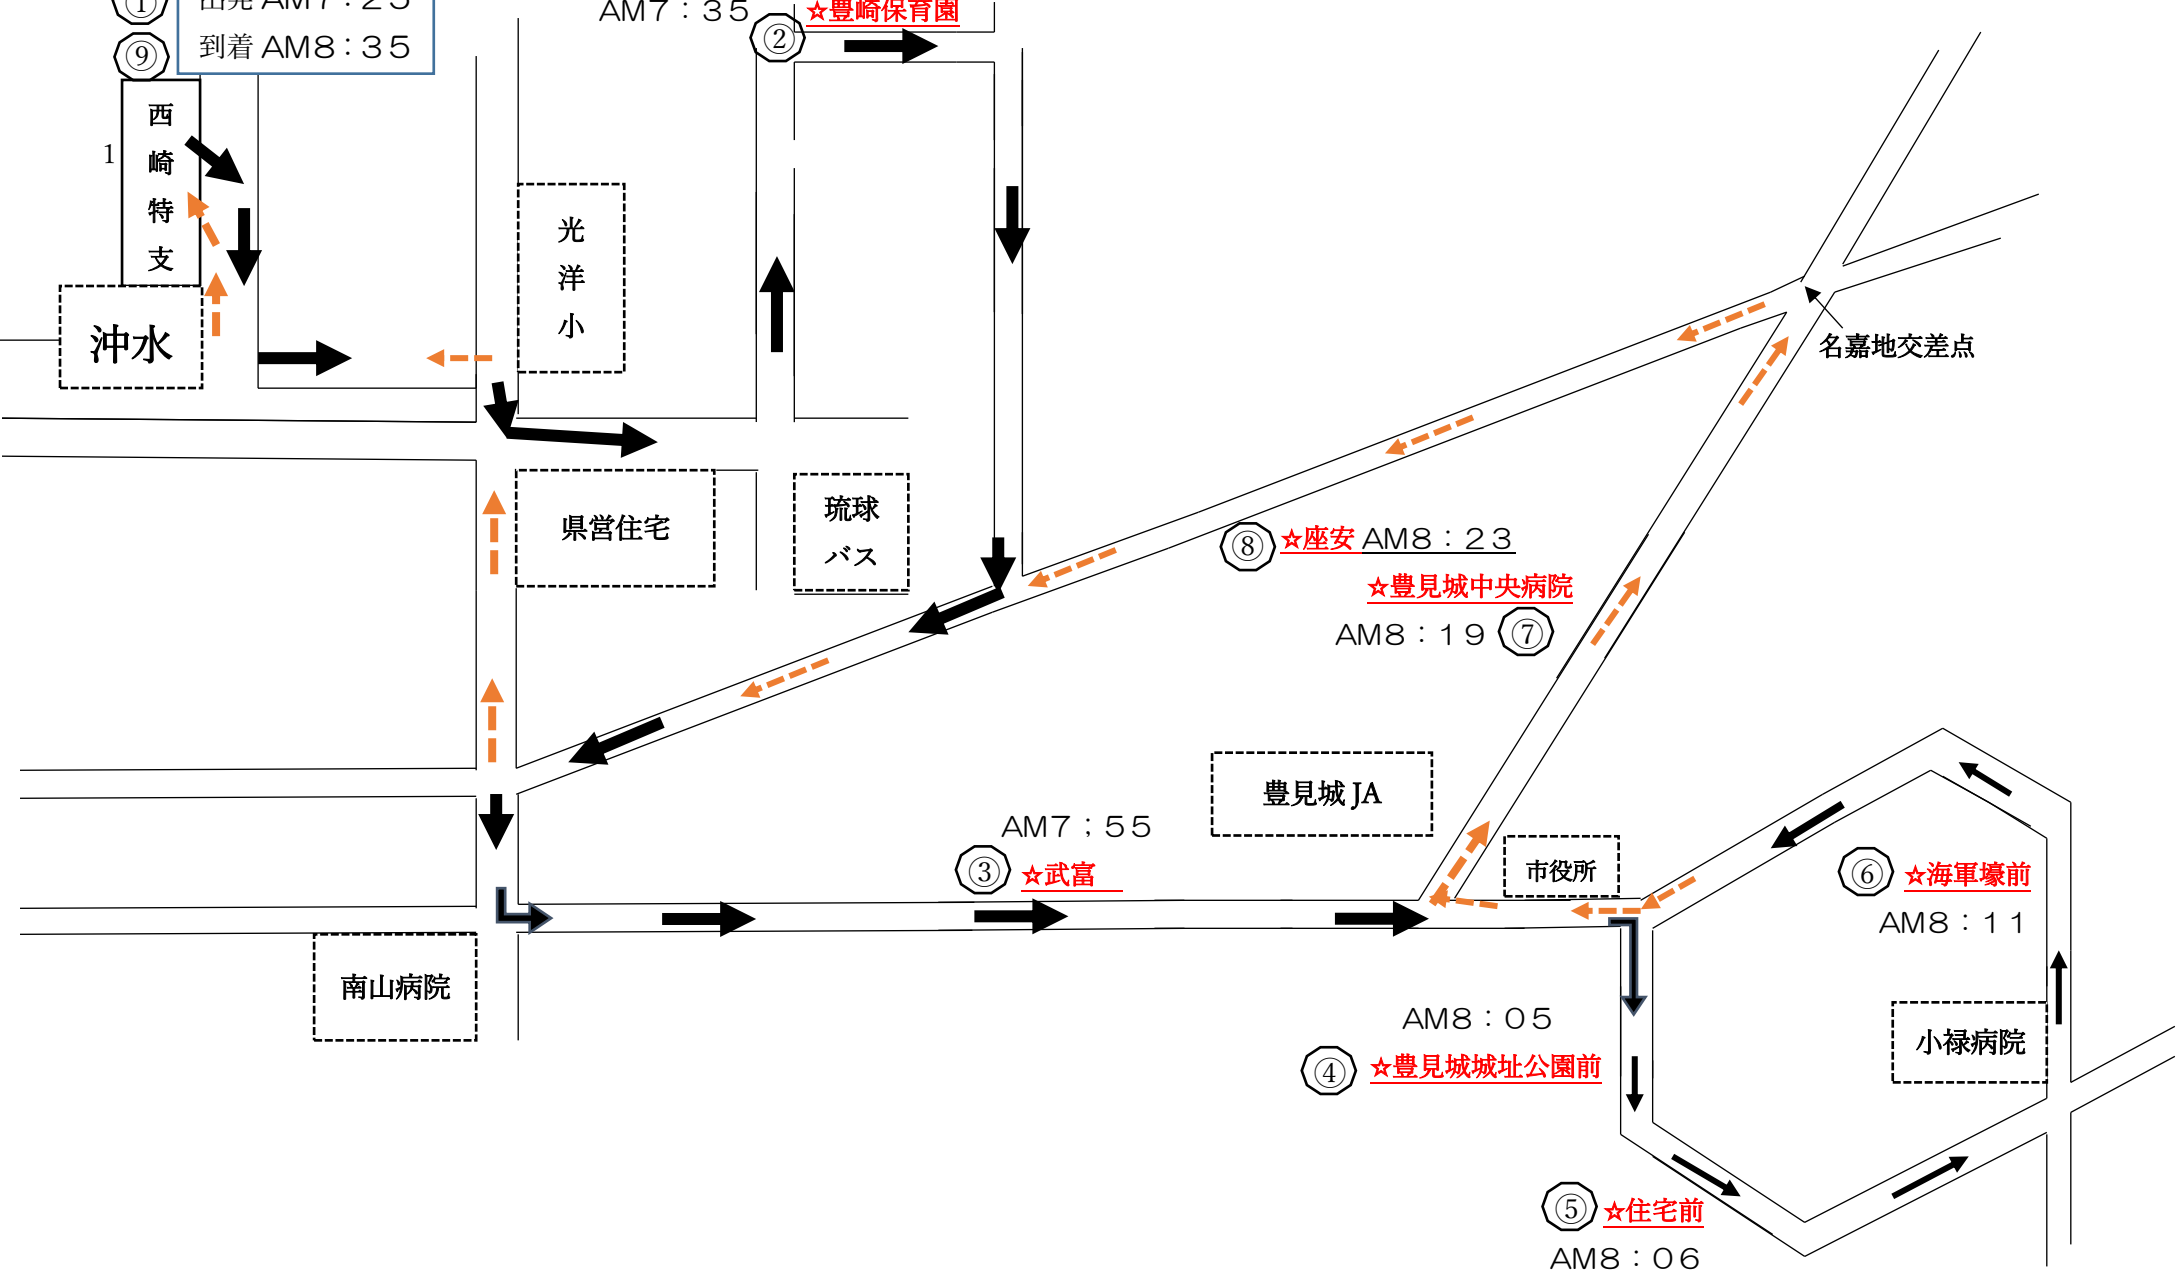 ①
出発 AM7：25
AM7：35
②
☆豊崎保育園
⑨
到着 AM8：35
西崎特支
1
光洋小
沖水
名嘉地交差点
県営住宅
琉球
バス
⑧
☆座安 AM8：23
☆豊見城中央病院
AM8：19 ⑦
豊見城 JA
AM7；55
③
☆武富
市役所
⑥
☆海軍壕前
AM8：11
南山病院
AM8：05
④
☆豊見城城址公園前
小禄病院
⑤
☆住宅前
AM8：06